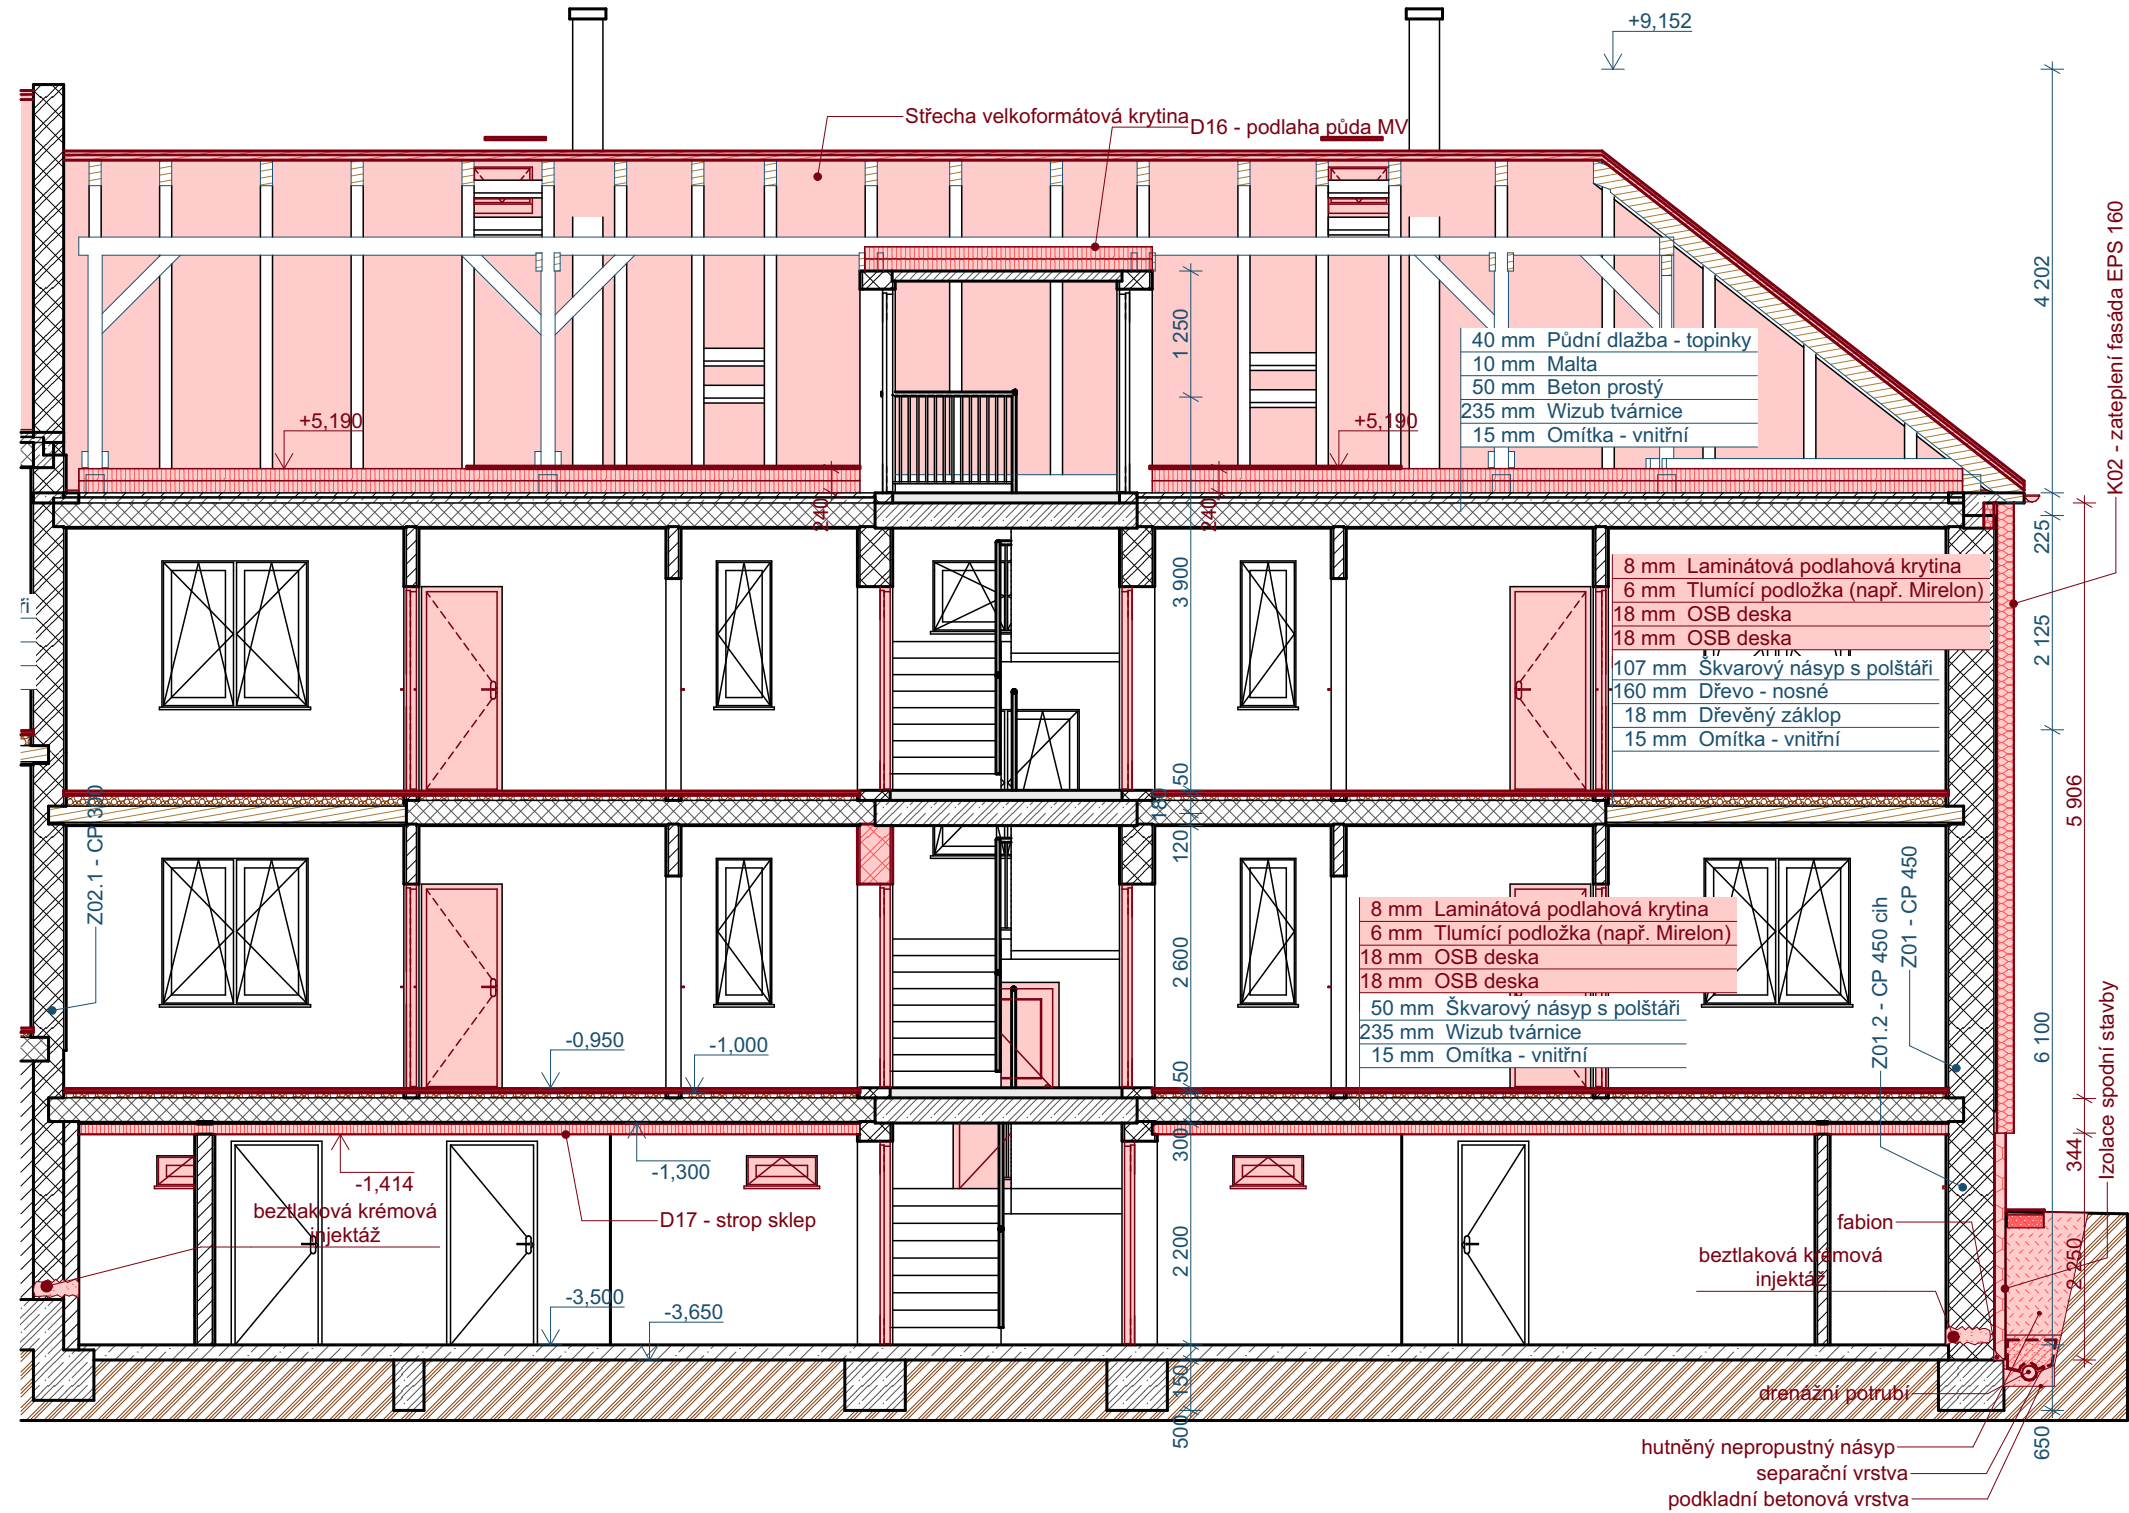 +9,152
Střecha velkoformátová krytina
D16 - podlaha půda MV
K02 - zateplení fasáda EPS 160
4 202
1 250
40 mm Půdní dlažba - topinky
10 mm Malta
50 mm Beton prostý
235 mm Wizub tvárnice
15 mm Omítka - vnitřní
+5,190
+5,190
240
240
225
3 900
8 mm Laminátová podlahová krytina
6 mm Tlumící podložka (např. Mirelon)
18 mm OSB deska
18 mm OSB deska
107 mm Škvarový násyp s polštáři
160 mm Dřevo - nosné
18 mm Dřevěný záklop
15 mm Omítka - vnitřní
ři
2 125
5 906
50
180
120
Z02.1 - CP 300
2 600
8 mm Laminátová podlahová krytina
6 mm Tlumící podložka (např. Mirelon)
18 mm OSB deska
18 mm OSB deska
50 mm Škvarový násyp s polštáři
235 mm Wizub tvárnice
15 mm Omítka - vnitřní
Z01.2 - CP 450 cih
Z01 - CP 450
6 100
Izolace spodní stavby
-0,950
-1,000
50
300
344
-1,414
-1,300
beztlaková krémová
injektáž
D17 - strop sklep
2 200
fabion
beztlaková krémová
injektáž
2 250
-3,500
-3,650
150
500
650
drenážní potrubí
hutněný nepropustný násyp
separační vrstva
podkladní betonová vrstva